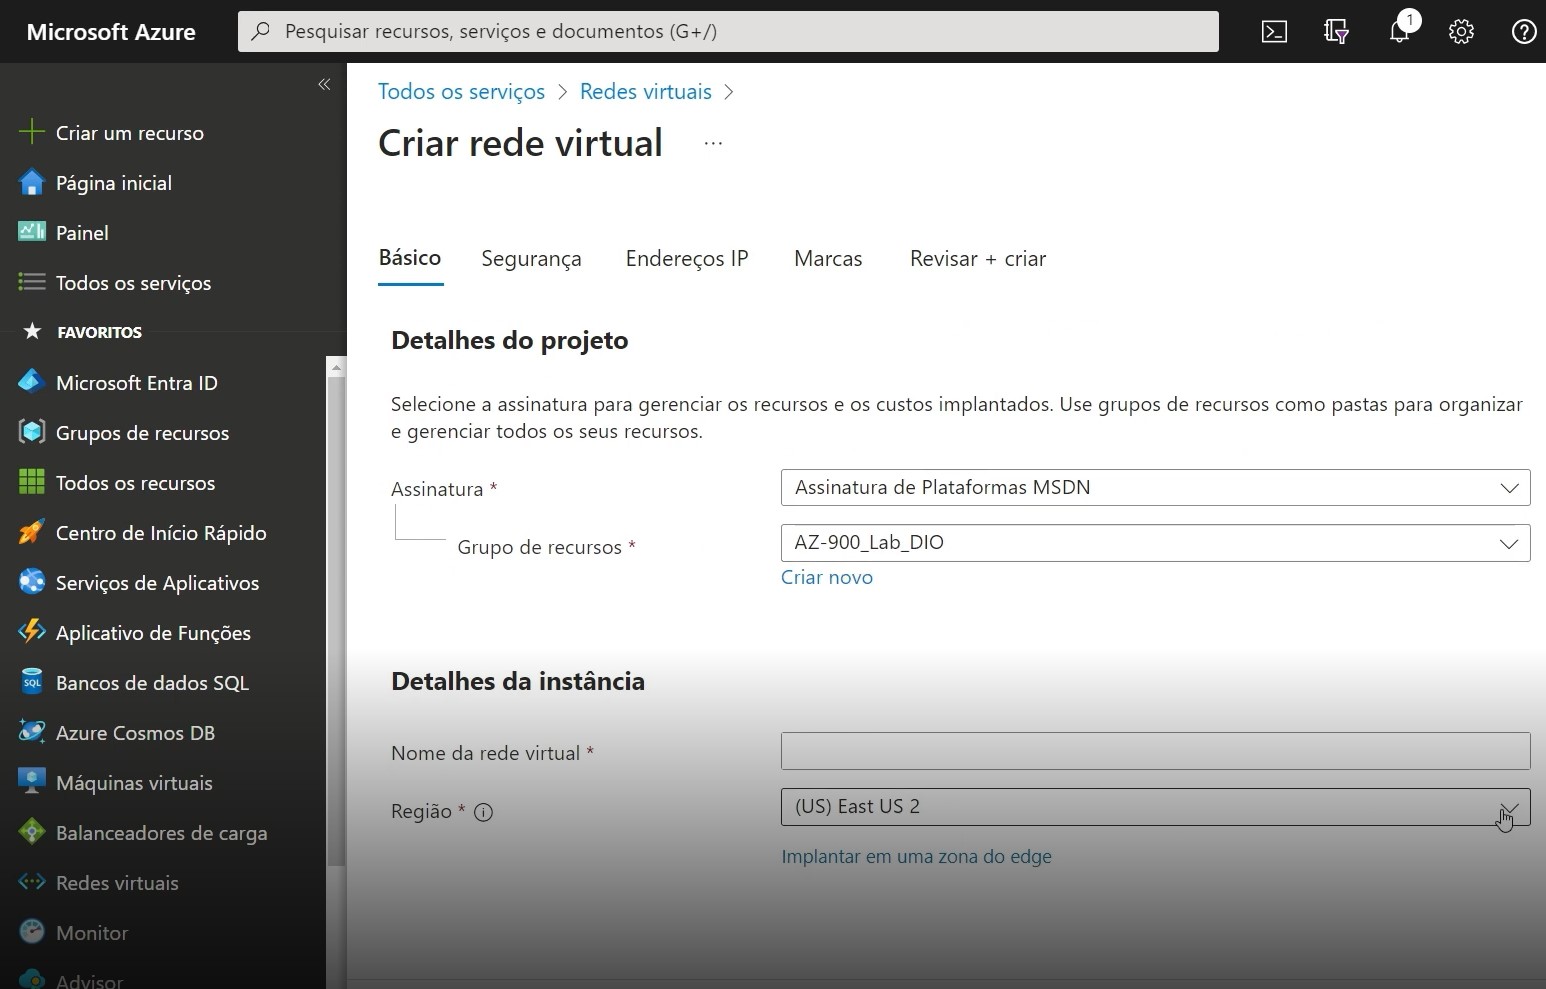 Microsoft Azure
Pesquisar recursos, serviços e documentos (G+/)
1
Criar um recurso
Página inicial
Painel
Todos os serviços
FAVORITOS
Microsoft Entra ID
Grupos de recursos
Todos os recursos
Centro de Início Rápido
Serviços de Aplicativos
Aplicativo de Funções
SQL
Bancos de dados SQL
Azure Cosmos DB
Máquinas virtuais
Balanceadores de carga
Redes virtuais
Monitor
Advisor
Todos os serviços > Redes virtuais >
Criar rede virtual ...
Básico Segurança Endereços IP Marcas Revisar + criar
Detalhes do projeto
Selecione a assinatura para gerenciar os recursos e os custos implantados. Use grupos de recursos como pastas para organizar
e gerenciar todos os seus recursos.
Assinatura *
Assinatura de Plataformas MSDN
Grupo de recursos *
AZ-900_Lab_DIO
Criar novo
Detalhes da instância
Nome da rede virtual *
Região *
(US) East US 2
Implantar em uma zona do edge